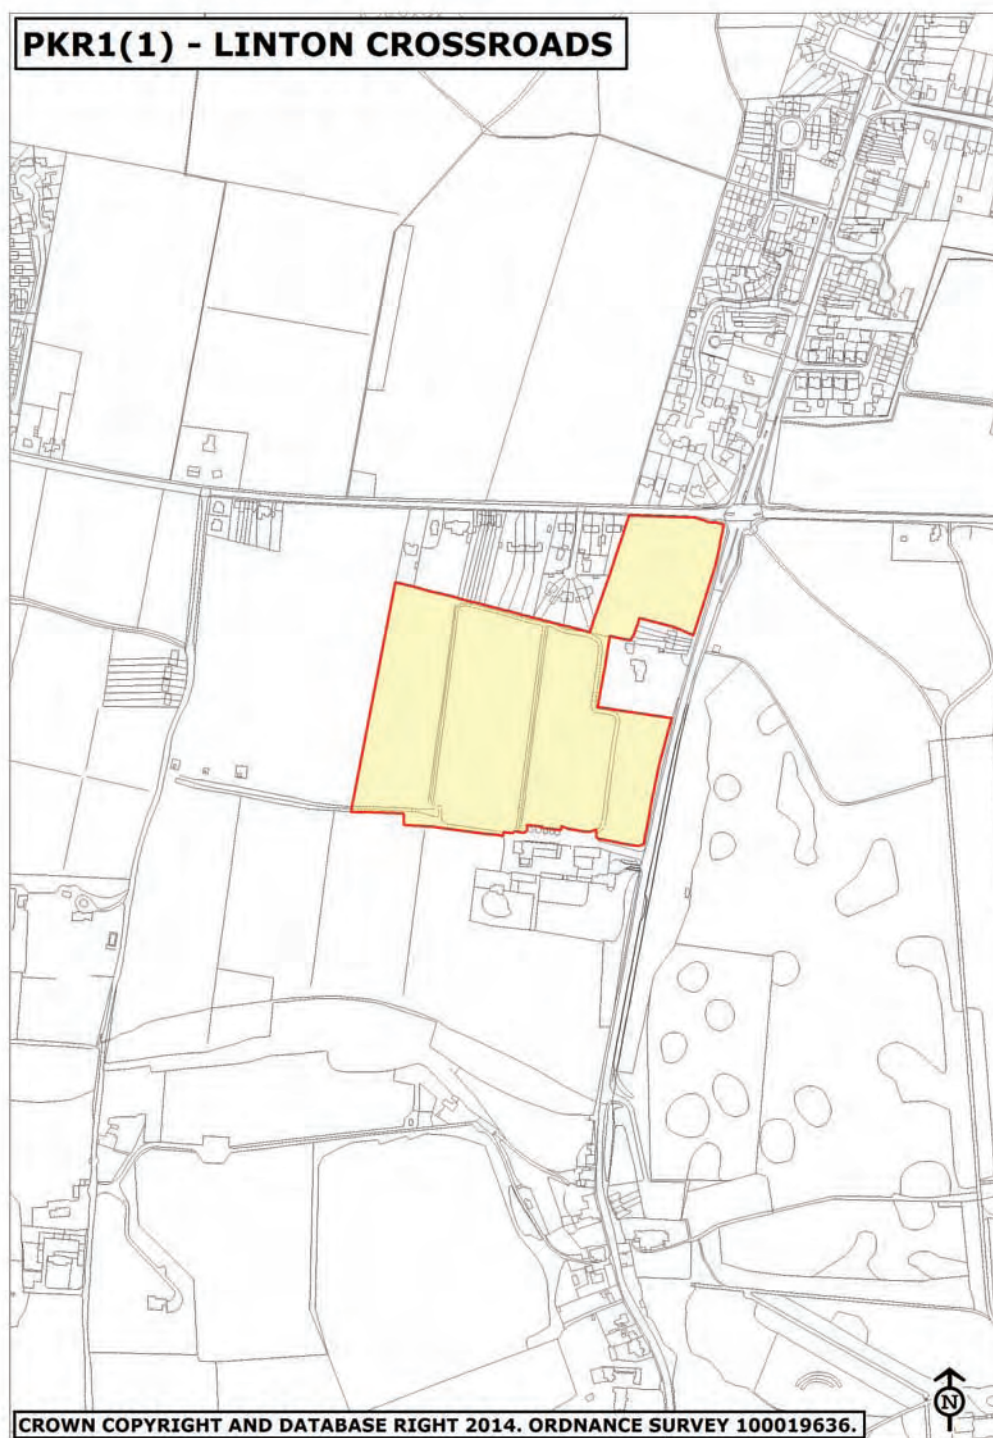 PKR1(1) - LINTON CROSSROADS
N
CROWN COPYRIGHT AND DATABASE RIGHT 2014. ORDNANCE SURVEY 100019636.